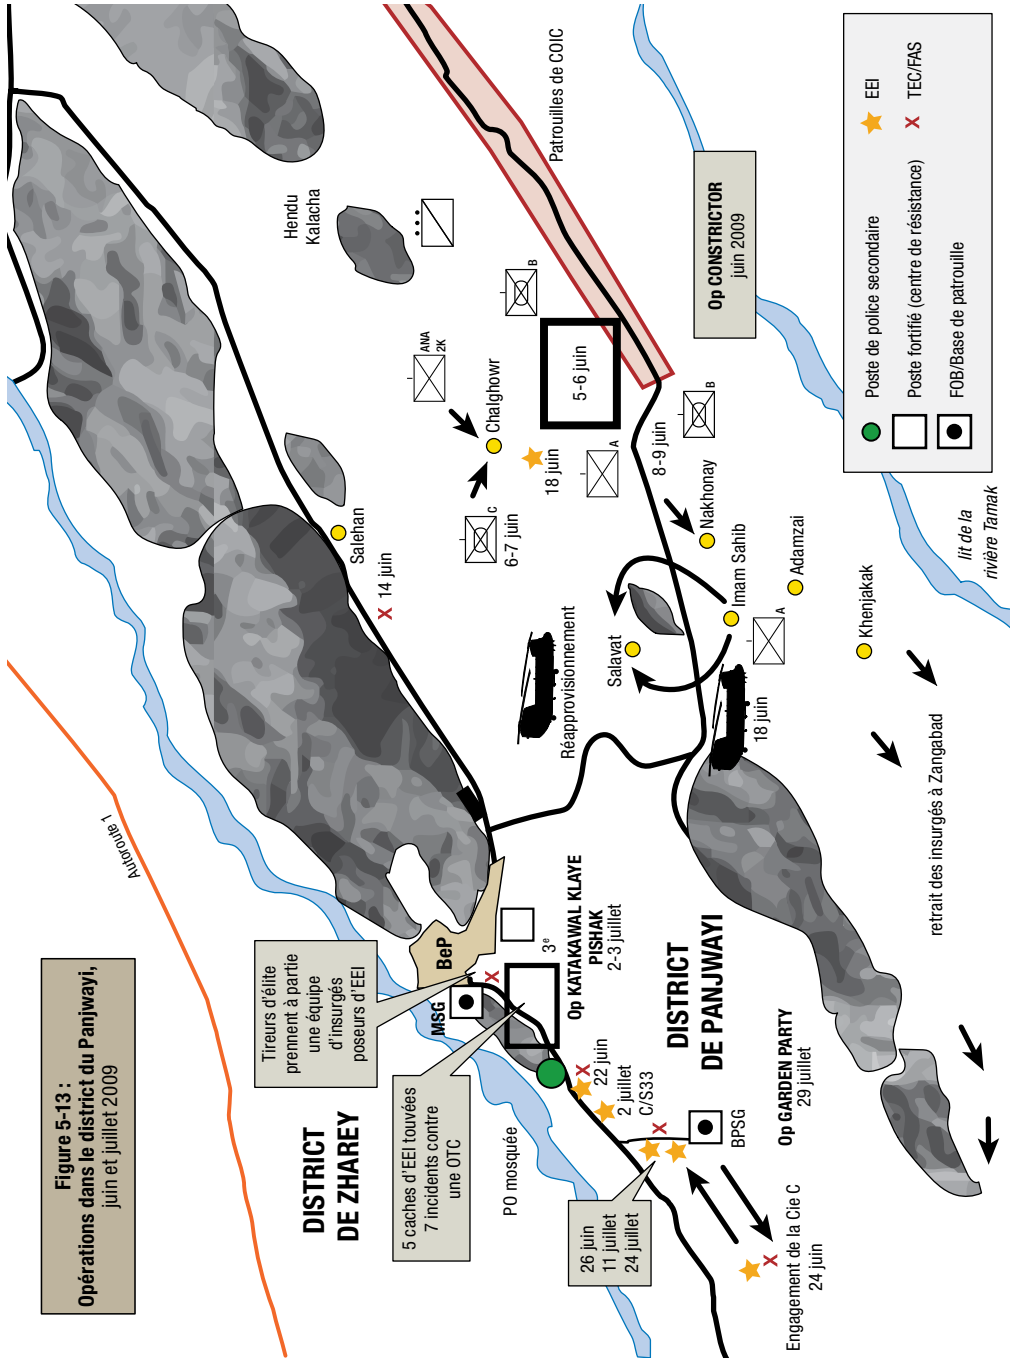 Figure 5-13 :
Opérations dans le district du Panjwayi,
juin et juillet 2009
Autoroute 1
DISTRICT
DE ZHAREY
Tireurs d'élite
prennent à partie
une équipe
d'insurgés
poseurs d'EEI
5 caches d'EEI touvées
7 incidents contre
une OTC
PO mosquée
26 juin
11 juillet
24 juillet
MSG
BeP
3e
Op KATAKAWAL KLAYE
PISHAK
2-3 juillet
22 juin
2 juillet
C/S33
DISTRICT
DE PANJWAYI
BPSG
Op GARDEN PARTY
29 juillet
Engagement de la Cie C
24 juin
Salehan
14 juin
Hendu
Kalacha
ANA
2K
Chalghowr
C
6-7 juin
B
5-6 juin
18 juin
A
8-9 juin
B
Patrouilles de COIC
Réapprovisionnement
Salavat
Nakhonay
Imam Sahib
A
Adamzai
18 juin
Khenjakak
retrait des insurgés à Zangabad
Op CONSTRICTOR
juin 2009
lit de la
rivière Tarnak
Poste de police secondaire
Poste fortifié (centre de résistance)
FOB/Base de patrouille
EEI
X TEC/FAS